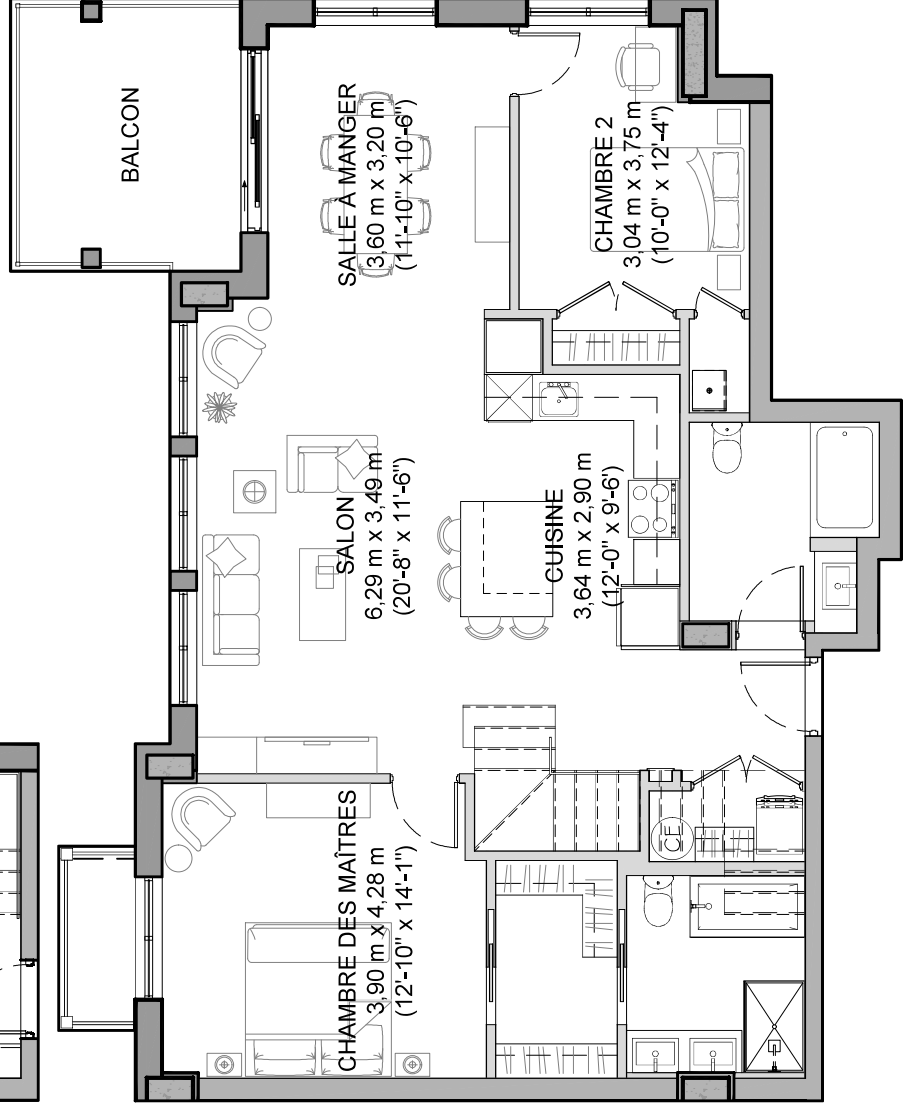 BALCON
SALLE À MANGER
3,60 m x 3,20 m
(11'-10" x 10'-6")
CHAMBRE 2
3,04 m x 3,75 m
(10'-0" x 12'-4")
SALON
6,29 m x 3,49 m
(20'-8" x 11'-6")
CUISINE
3,64 m x 2,90 m
(12'-0" x 9'-6')
CHAMBRE DES MAÎTRES
3,90 m x 4,28 m
(12'-10" x 14'-1")
CE